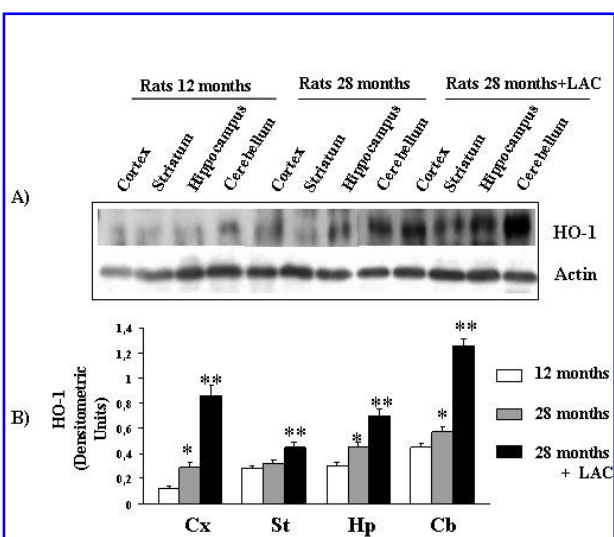 Rats 12 months Rats 28 months Rats 28 months+LAC
Cortex Striatum Hippocampus Cerebellum Cortex Striatum Hippocampus Cerebellum Cortex Striatum Hippocampus Cerebellum
A)
HO-1
Actin
B)
HO-1
(Densitometric
Units)
1,4
1,2
1
0,8
0,6
0,4
0,2
0
* ** ** * ** * **
Cx St Hp Cb
12 months
28 months
28 months
+ LAC